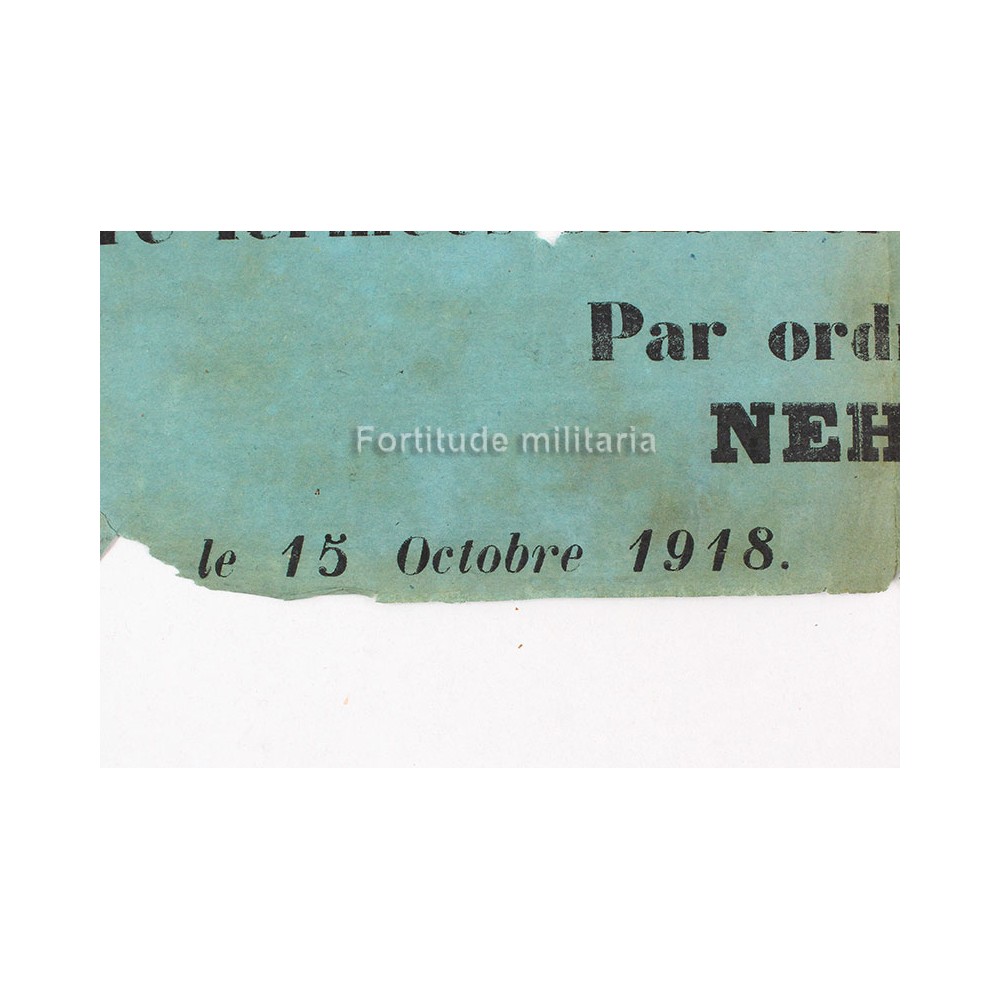 Par ord
NEH
Fortitude militaria
le 15 Octobre 1918.